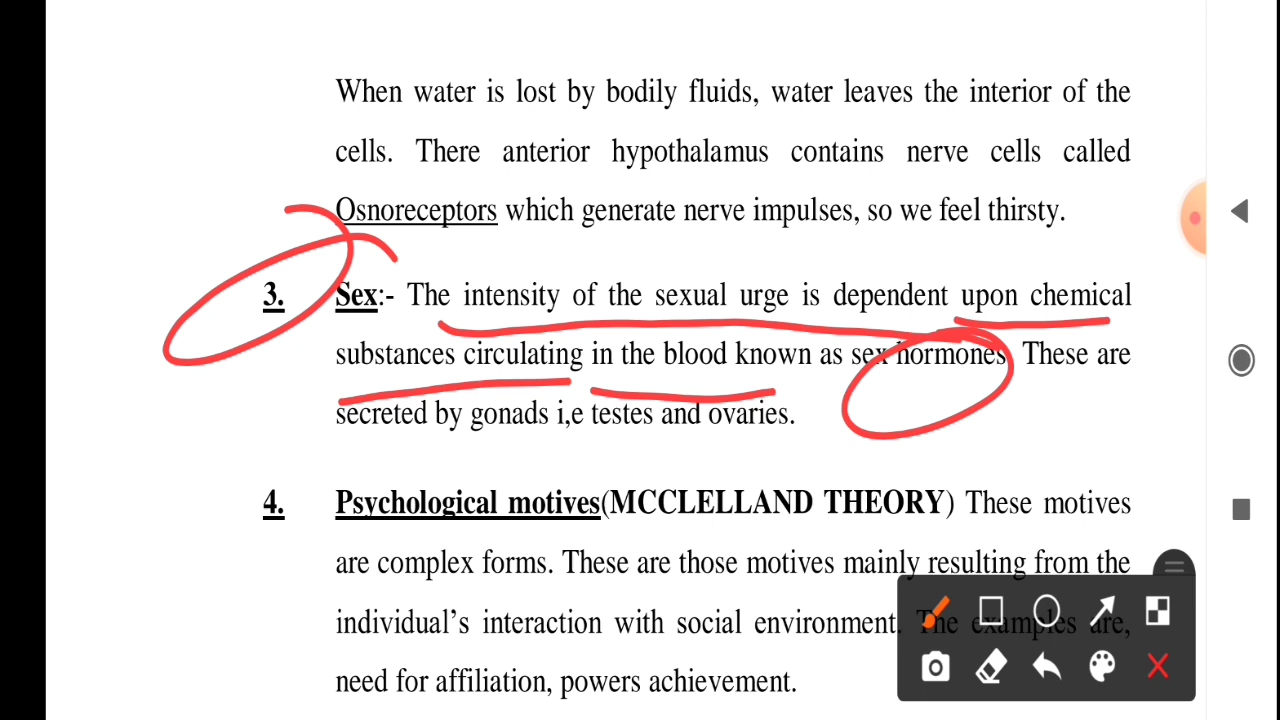 When water is lost by bodily fluids, water leaves the interior of the
cells. There anterior hypothalamus contains nerve cells called
Osnoreceptors which generate nerve impulses, so we feel thirsty.
3. Sex:- The intensity of the sexual urge is dependent upon chemical
substances circulating in the blood known as sex hormones. These are
secreted by gonads i,e testes and ovaries.
4. Psychological motives(MCCLELLAND THEORY) These motives
are complex forms. These are those motives mainly resulting from the
individual’s interaction with social environment. The examples are,
need for affiliation, powers achievement.